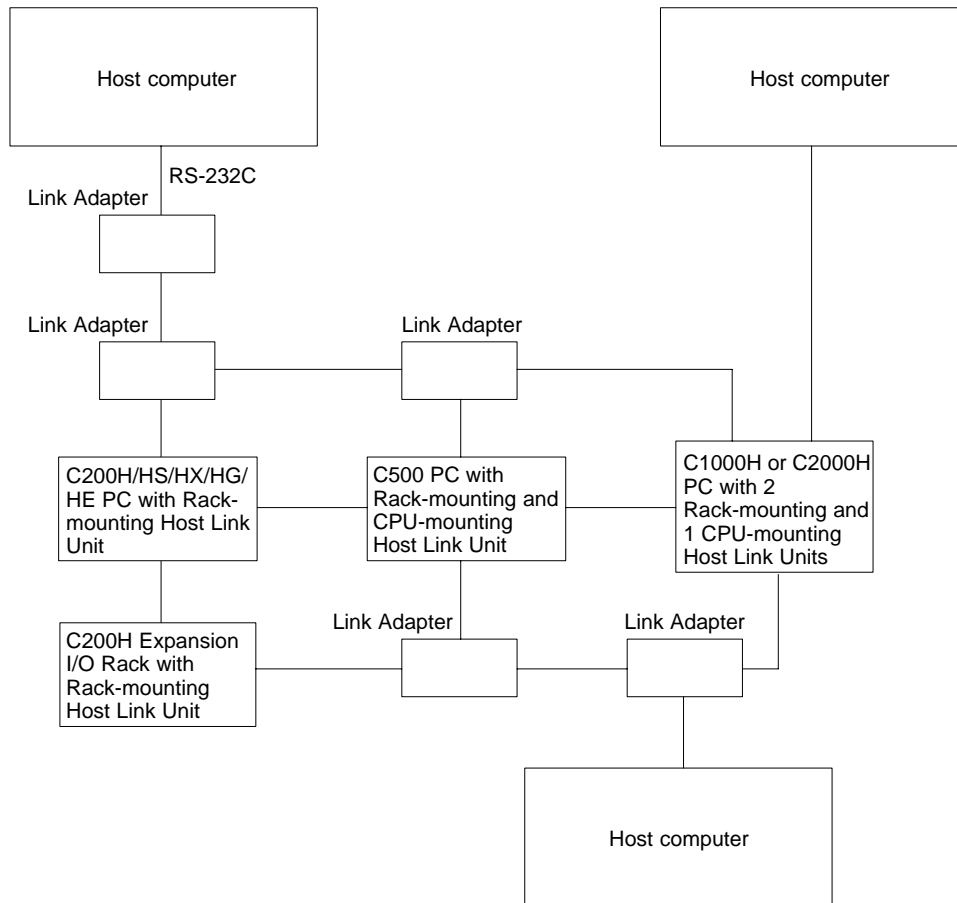 Host computer
Host computer
RS-232C
Link Adapter
Link Adapter
Link Adapter
C200H/HS/HX/HG/
HE PC with Rack-
mounting Host Link
Unit
C500 PC with
Rack-mounting and
CPU-mounting
Host Link Unit
C1000H or C2000H
PC with 2
Rack-mounting and
1 CPU-mounting
Host Link Units
Link Adapter
Link Adapter
C200H Expansion
I/O Rack with
Rack-mounting
Host Link Unit
Host computer